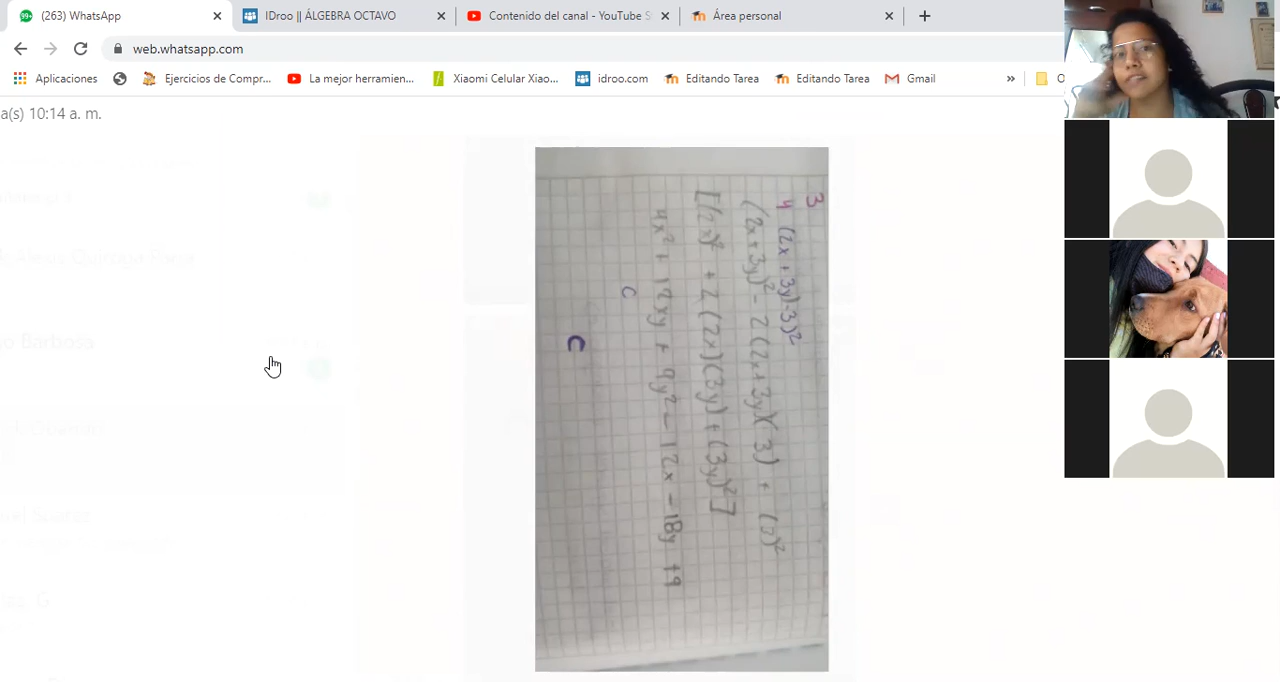 (263) WhatsApp
IDroo || ÁLGEBRA OCTAVO
Contenido del canal - YouTube S
Área personal
web.whatsapp.com
Aplicaciones
Ejercicios de Compr...
La mejor herramien...
Xiaomi Celular Xiao...
idroo.com
Editando Tarea
Editando Tarea
Gmail
»
O
a(s) 10:14 a. m.
Barbosa
3
4 (2x + 3y - 3)²
(2x + 3y)² - 2 (2x + 3y)(3) + (3)²
[(2x)² + 2 (2x)(3y) + (3y)²]
4x² + 12xy + 9y² - 12x - 18y + 9
C
C